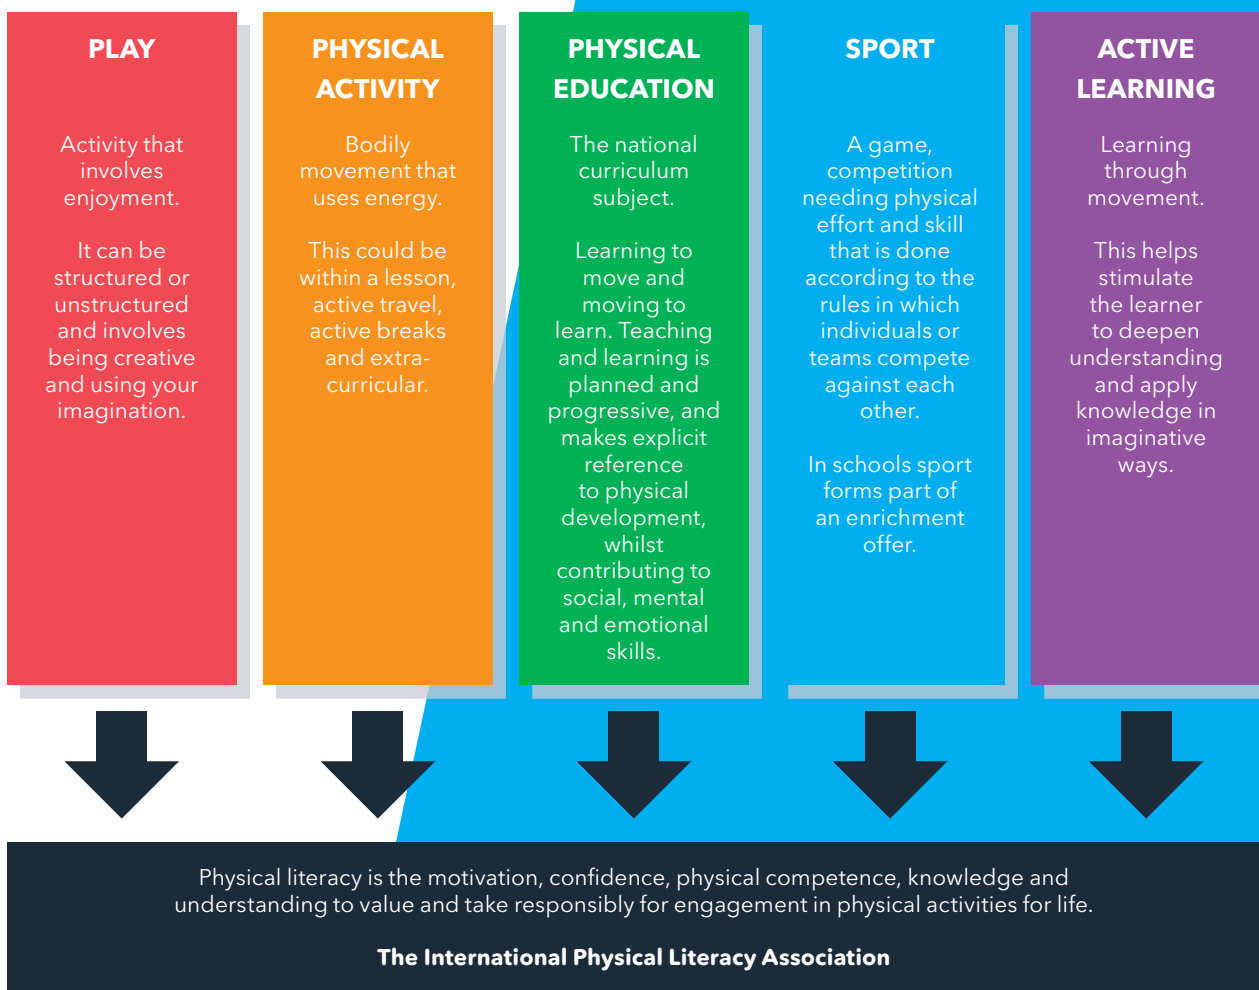 PLAY
Activity that
involves
enjoyment.
It can be
structured or
unstructured
and involves
being creative
and using your
imagination.
PHYSICAL
ACTIVITY
Bodily
movement that
uses energy.
This could be
within a lesson,
active travel,
active breaks
and extra-
curricular.
PHYSICAL
EDUCATION
The national
curriculum
subject.
Learning to
move and
moving to
learn. Teaching
and learning is
planned and
progressive, and
makes explicit
reference
to physical
development,
whilst
contributing to
social, mental
and emotional
skills.
SPORT
A game,
competition
needing physical
effort and skill
that is done
according to the
rules in which
individuals or
teams compete
against each
other.
In schools sport
forms part of
an enrichment
offer.
ACTIVE
LEARNING
Learning
through
movement.
This helps
stimulate
the learner
to deepen
understanding
and apply
knowledge in
imaginative
ways.
Physical literacy is the motivation, confidence, physical competence, knowledge and
understanding to value and take responsibly for engagement in physical activities for life.
The International Physical Literacy Association